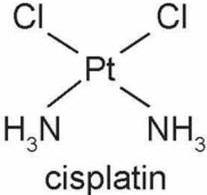 Cl Cl
Pt
H₃N NH₃
cisplatin